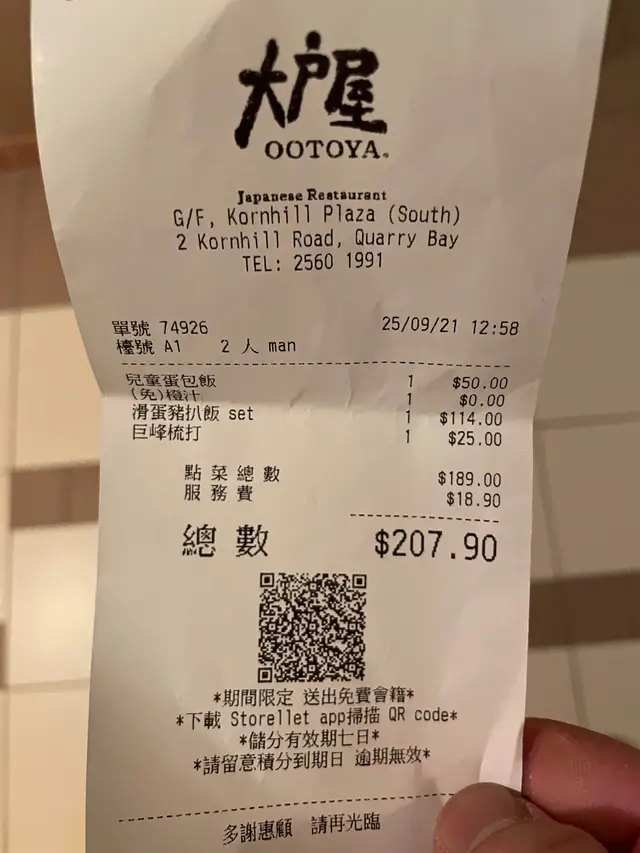 大戶屋
OOTOYA.
Japanese Restaurant
G/F, Kornhill Plaza (South)
2 Kornhill Road, Quarry Bay
TEL: 2560 1991
單號 74926 25/09/21 12:58
檯號 A1 2 人 man
兒童蛋包飯 1 $50.00
(免)橙汁 1 $0.00
滑蛋豬扒飯 set 1 $114.00
巨峰梳打 1 $25.00
點菜總數 $189.00
服務費 $18.90
總數 $207.90
*期間限定 送出免費會籍*
*下載 Storellet app掃描 QR code*
*儲分有效期七日*
*請留意積分到期日 逾期無效*
多謝惠顧 請再光臨